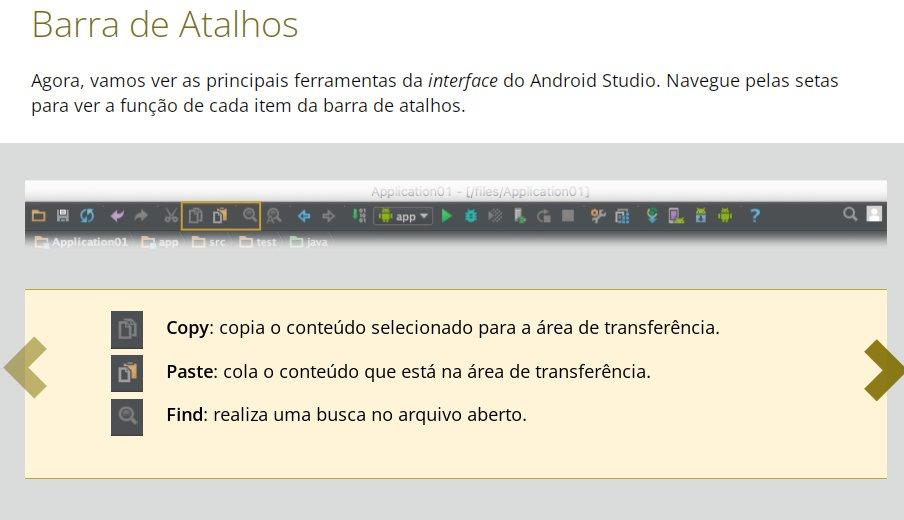 Barra de Atalhos
Agora, vamos ver as principais ferramentas da interface do Android Studio. Navegue pelas setas
para ver a função de cada item da barra de atalhos.
Application01 - [/files/Application01]
app
?
Application01 app src test java
Copy: copia o conteúdo selecionado para a área de transferência.
Paste: cola o conteúdo que está na área de transferência.
Find: realiza uma busca no arquivo aberto.